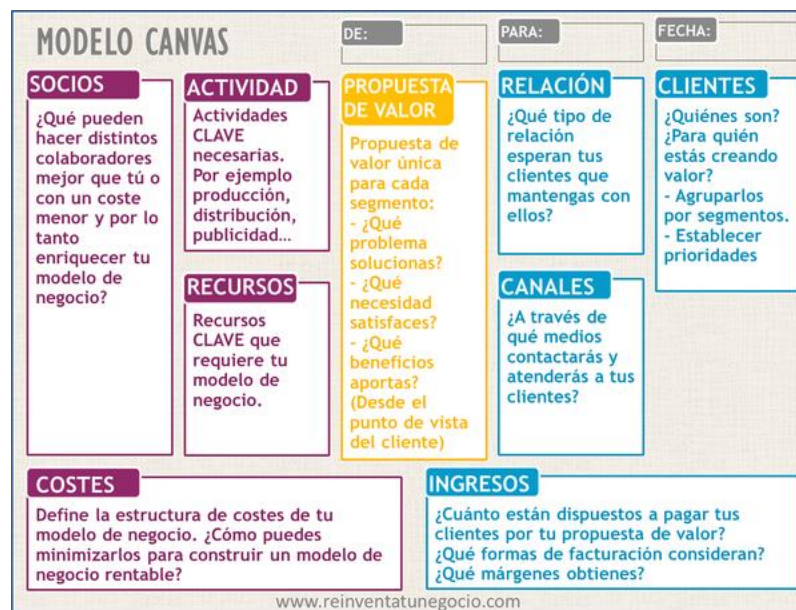 MODELO CANVAS
DE:
PARA:
FECHA:
SOCIOS
¿Qué pueden
hacer distintos
colaboradores
mejor que tú o
con un coste
menor y por lo
tanto
enriquecer tu
modelo de
negocio?
ACTIVIDAD
Actividades
CLAVE
necesarias.
Por ejemplo
producción,
distribución,
publicidad…
RECURSOS
Recursos
CLAVE que
requiere tu
modelo de
negocio.
PROPUESTA
DE VALOR
Propuesta de
valor única
para cada
segmento:
- ¿Qué
problema
solucionas?
- ¿Qué
necesidad
satisfaces?
- ¿Qué
beneficios
aportas?
(Desde el
punto de vista
del cliente)
RELACIÓN
¿Qué tipo de
relación
esperan tus
clientes que
mantengas con
ellos?
CANALES
¿A través de
qué medios
contactarás y
atenderás a tus
clientes?
CLIENTES
¿Quiénes son?
¿Para quién
estás creando
valor?
- Agruparlos
por segmentos.
- Establecer
prioridades
COSTES
Define la estructura de costes de tu
modelo de negocio. ¿Cómo puedes
minimizarlos para construir un modelo de
negocio rentable?
INGRESOS
¿Cuánto están dispuestos a pagar tus
clientes por tu propuesta de valor?
¿Qué formas de facturación consideran?
¿Qué márgenes obtienes?
www.reinventatunegocio.com